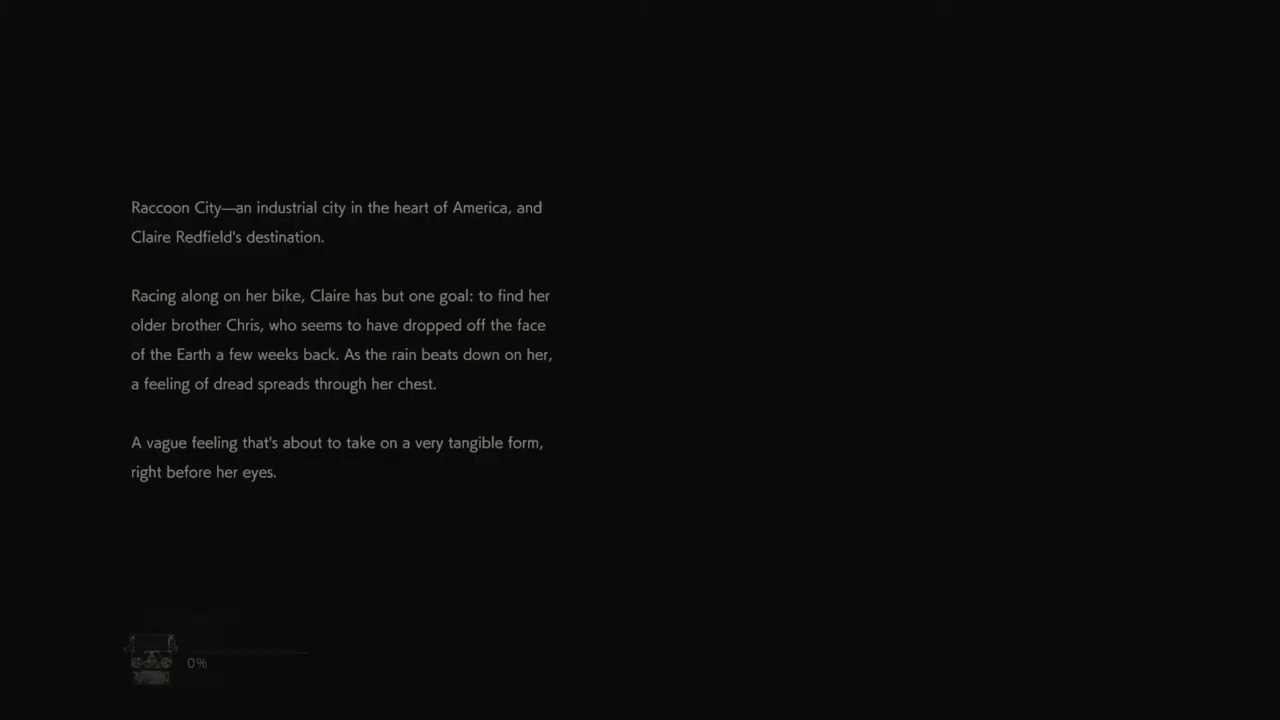 Raccoon City—an industrial city in the heart of America, and
Claire Redfield's destination.
Racing along on her bike, Claire has but one goal: to find her
older brother Chris, who seems to have dropped off the face
of the Earth a few weeks back. As the rain beats down on her,
a feeling of dread spreads through her chest.
A vague feeling that's about to take on a very tangible form,
right before her eyes.
0%